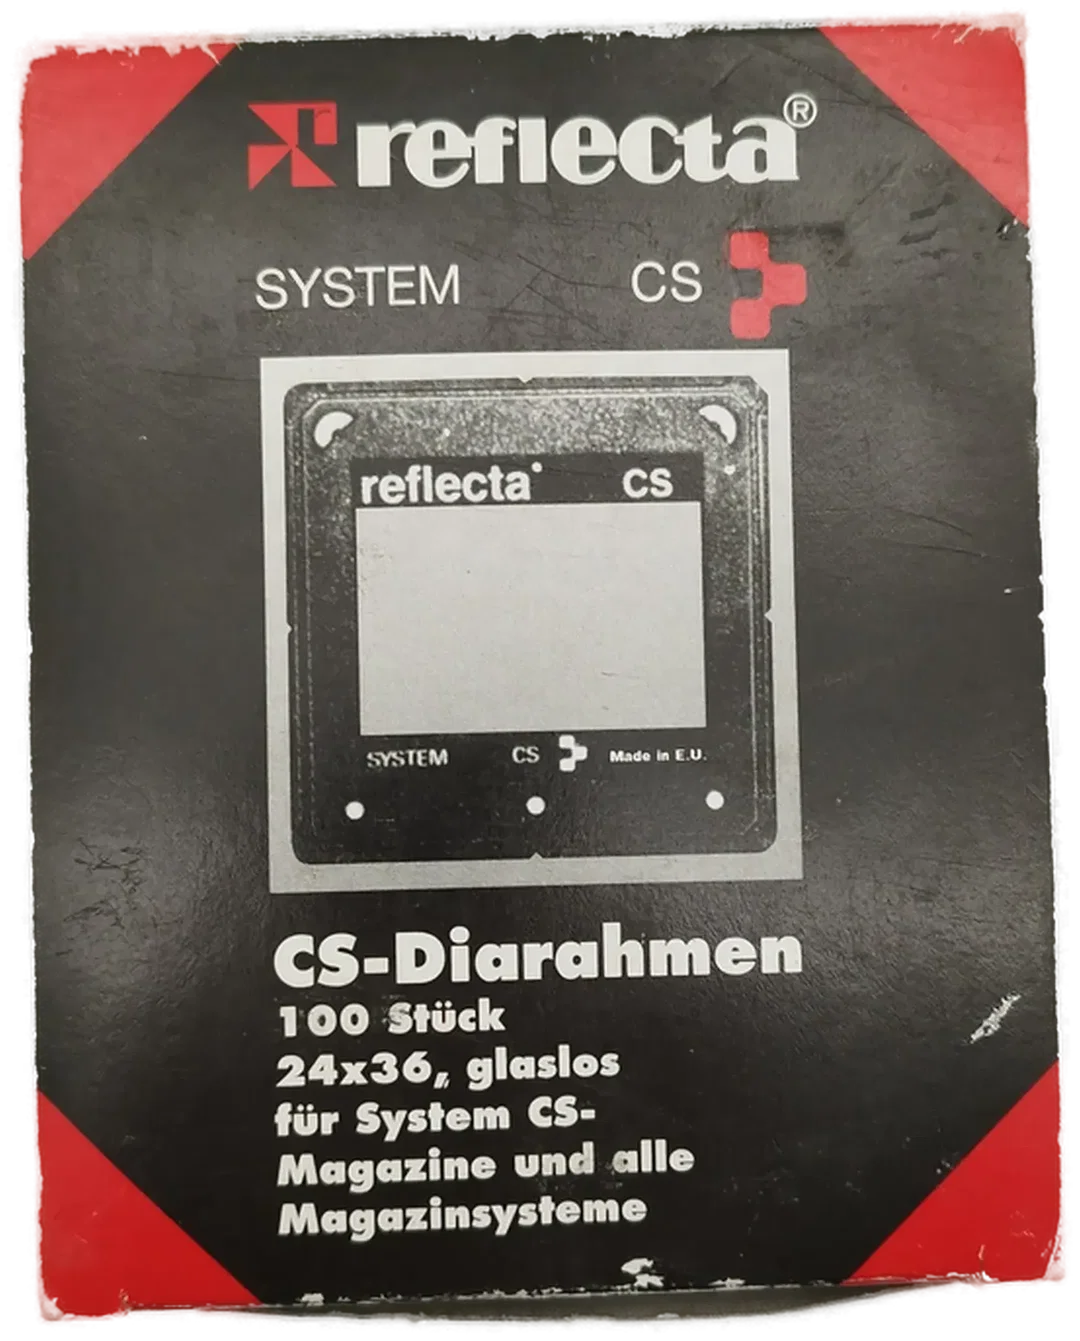 reflecta®
SYSTEM CS
reflecta CS
SYSTEM CS Made in E.U.
CS-Diarahmen
100 Stück
24x36, glaslos
für System CS-
Magazine und alle
Magazinsysteme